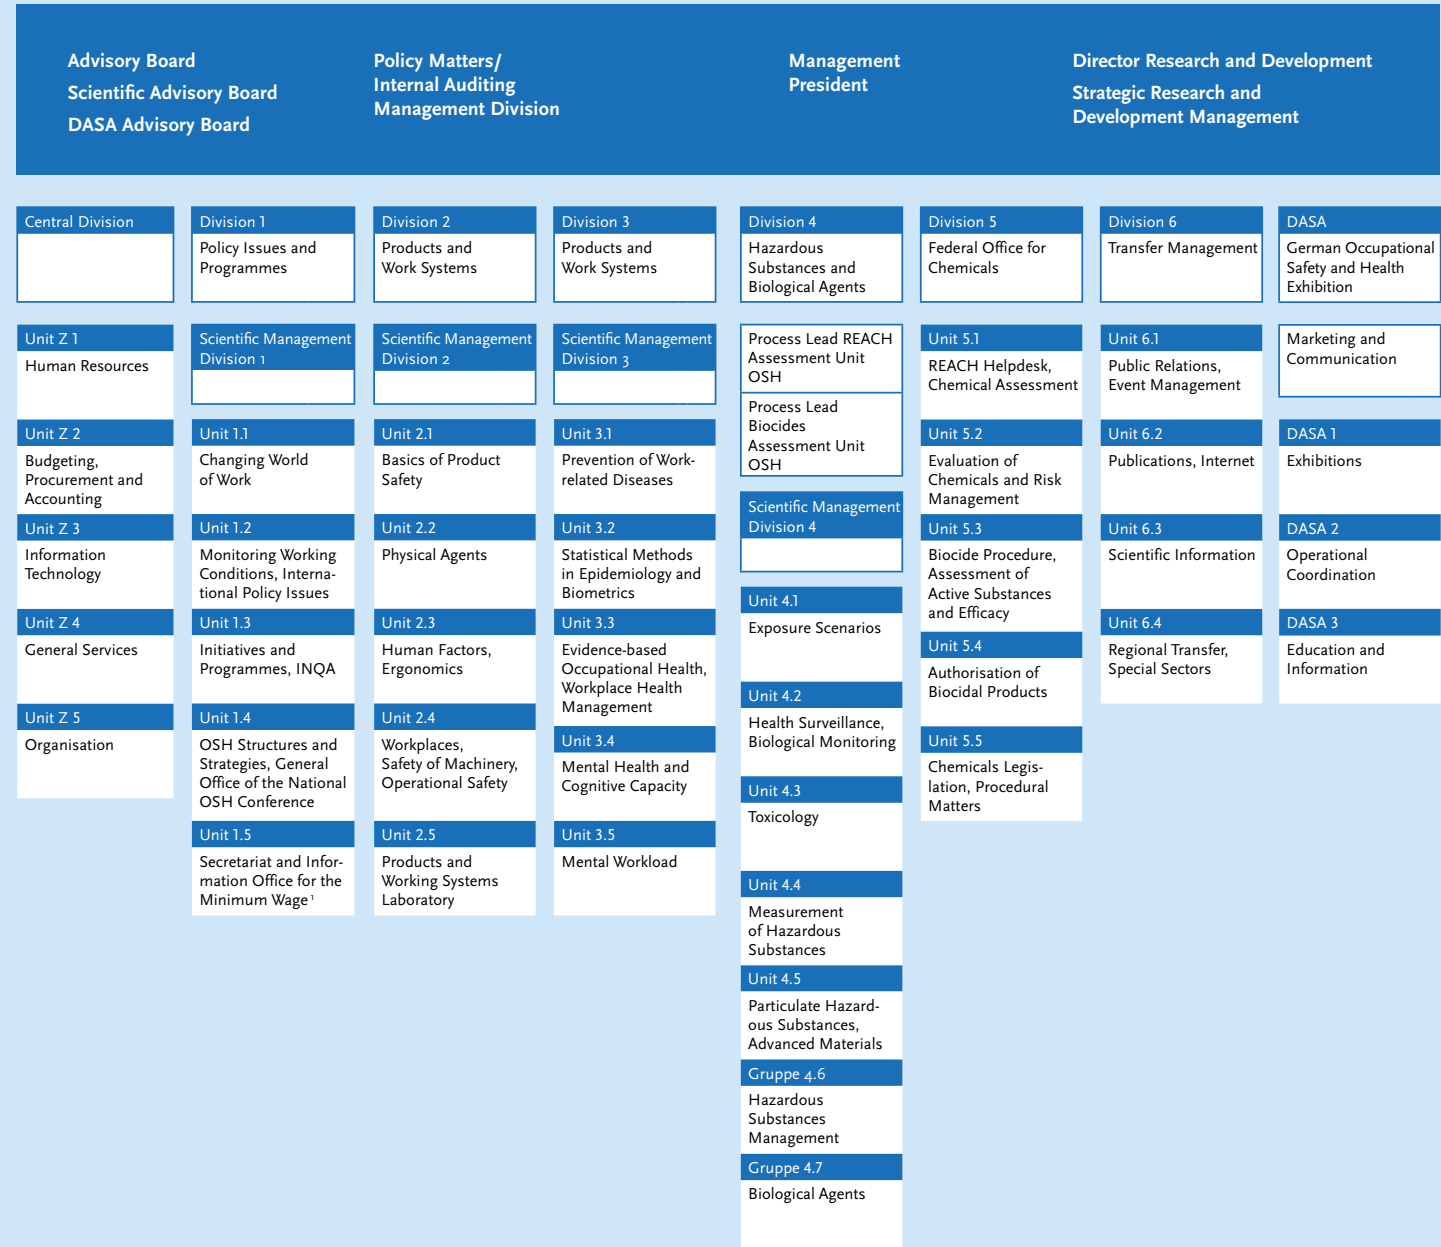 Advisory Board
Scientific Advisory Board
DASA Advisory Board
Policy Matters/
Internal Auditing
Management Division
Management
President
Director Research and Development
Strategic Research and
Development Management
Central Division
Unit Z 1
Human Resources
Unit Z 2
Budgeting,
Procurement and
Accounting
Unit Z 3
Information
Technology
Unit Z 4
General Services
Unit Z 5
Organisation
Division 1
Policy Issues and
Programmes
Scientific Management
Division 1
Unit 1.1
Changing World
of Work
Unit 1.2
Monitoring Working
Conditions, Interna-
tional Policy Issues
Unit 1.3
Initiatives and
Programmes, INQA
Unit 1.4
OSH Structures and
Strategies, General
Office of the National
OSH Conference
Unit 1.5
Secretariat and Infor-
mation Office for the
Minimum Wage ¹
Division 2
Products and
Work Systems
Scientific Management
Division 2
Unit 2.1
Basics of Product
Safety
Unit 2.2
Physical Agents
Unit 2.3
Human Factors,
Ergonomics
Unit 2.4
Workplaces,
Safety of Machinery,
Operational Safety
Unit 2.5
Products and
Working Systems
Laboratory
Division 3
Products and
Work Systems
Scientific Management
Division 3
Unit 3.1
Prevention of Work-
related Diseases
Unit 3.2
Statistical Methods
in Epidemiology and
Biometrics
Unit 3.3
Evidence-based
Occupational Health,
Workplace Health
Management
Unit 3.4
Mental Health and
Cognitive Capacity
Unit 3.5
Mental Workload
Division 4
Hazardous
Substances and
Biological Agents
Process Lead REACH
Assessment Unit
OSH
Process Lead
Biocides
Assessment Unit
OSH
Scientific Management
Division 4
Unit 4.1
Exposure Scenarios
Unit 4.2
Health Surveillance,
Biological Monitoring
Unit 4.3
Toxicology
Unit 4.4
Measurement
of Hazardous
Substances
Unit 4.5
Particulate Hazard-
ous Substances,
Advanced Materials
Gruppe 4.6
Hazardous
Substances
Management
Gruppe 4.7
Biological Agents
Division 5
Federal Office for
Chemicals
Unit 5.1
REACH Helpdesk,
Chemical Assessment
Unit 5.2
Evaluation of
Chemicals and Risk
Management
Unit 5.3
Biocide Procedure,
Assessment of
Active Substances
and Efficacy
Unit 5.4
Authorisation of
Biocidal Products
Unit 5.5
Chemicals Legis-
lation, Procedural
Matters
Division 6
Transfer Management
Unit 6.1
Public Relations,
Event Management
Unit 6.2
Publications, Internet
Unit 6.3
Scientific Information
Unit 6.4
Regional Transfer,
Special Sectors
DASA
German Occupational
Safety and Health
Exhibition
Marketing and
Communication
DASA 1
Exhibitions
DASA 2
Operational
Coordination
DASA 3
Education and
Information